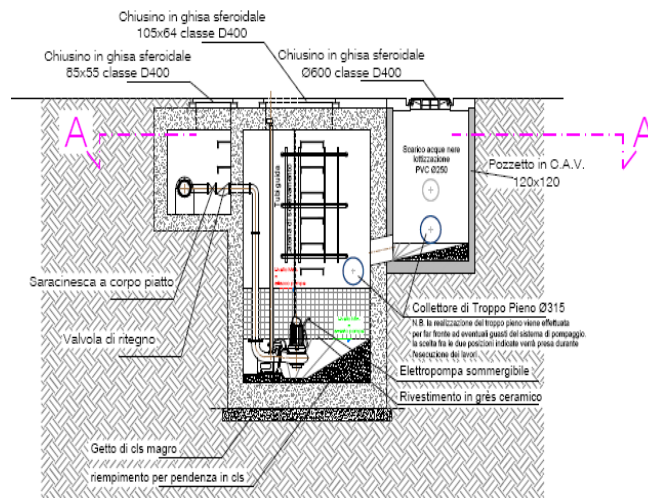 Chiusino in ghisa sferoidale
105x64 classe D400
Chiusino in ghisa sferoidale
85x55 classe D400
Chiusino in ghisa sferoidale
Ø600 classe D400
A
A
Scarico acque nere
lottizzazione
PVC Ø250
Pozzetto in C.A.V.
120x120
Tubi guida
Catena di sollevamento
Saracinesca a corpo piatto
Valvola di ritegno
Collettore di Troppo Pieno Ø315
N.B. la realizzazione del troppo pieno viene effettuata
per far fronte ad eventuali guasti del sistema di pompaggio.
la scelta fra le due posizioni indicate verrà presa durante
l'esecuzione dei lavori.
Elettropompa sommergibile
Rivestimento in grès ceramico
Getto di cls magro
riempimento per pendenza in cls